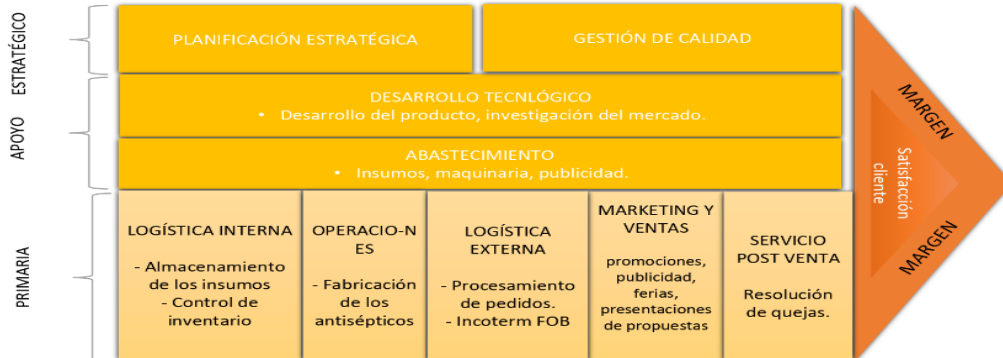 ESTRATÉGICO
PLANIFICACIÓN ESTRATÉGICA
GESTIÓN DE CALIDAD
APOYO
DESARROLLO TECNLÓGICO
• Desarrollo del producto, investigación del mercado.
ABASTECIMIENTO
• Insumos, maquinaria, publicidad.
PRIMARIA
LOGÍSTICA INTERNA
- Almacenamiento
de los insumos
- Control de
inventario
OPERACIO-N
ES
- Fabricación
de los
antisépticos
LOGÍSTICA
EXTERNA
- Procesamiento
de pedidos.
- Incoterm FOB
MARKETING Y
VENTAS
promociones,
publicidad,
ferias,
presentaciones
de propuestas
SERVICIO
POST VENTA
Resolución
de quejas.
MARGEN
Satisfacción
cliente
MARGEN